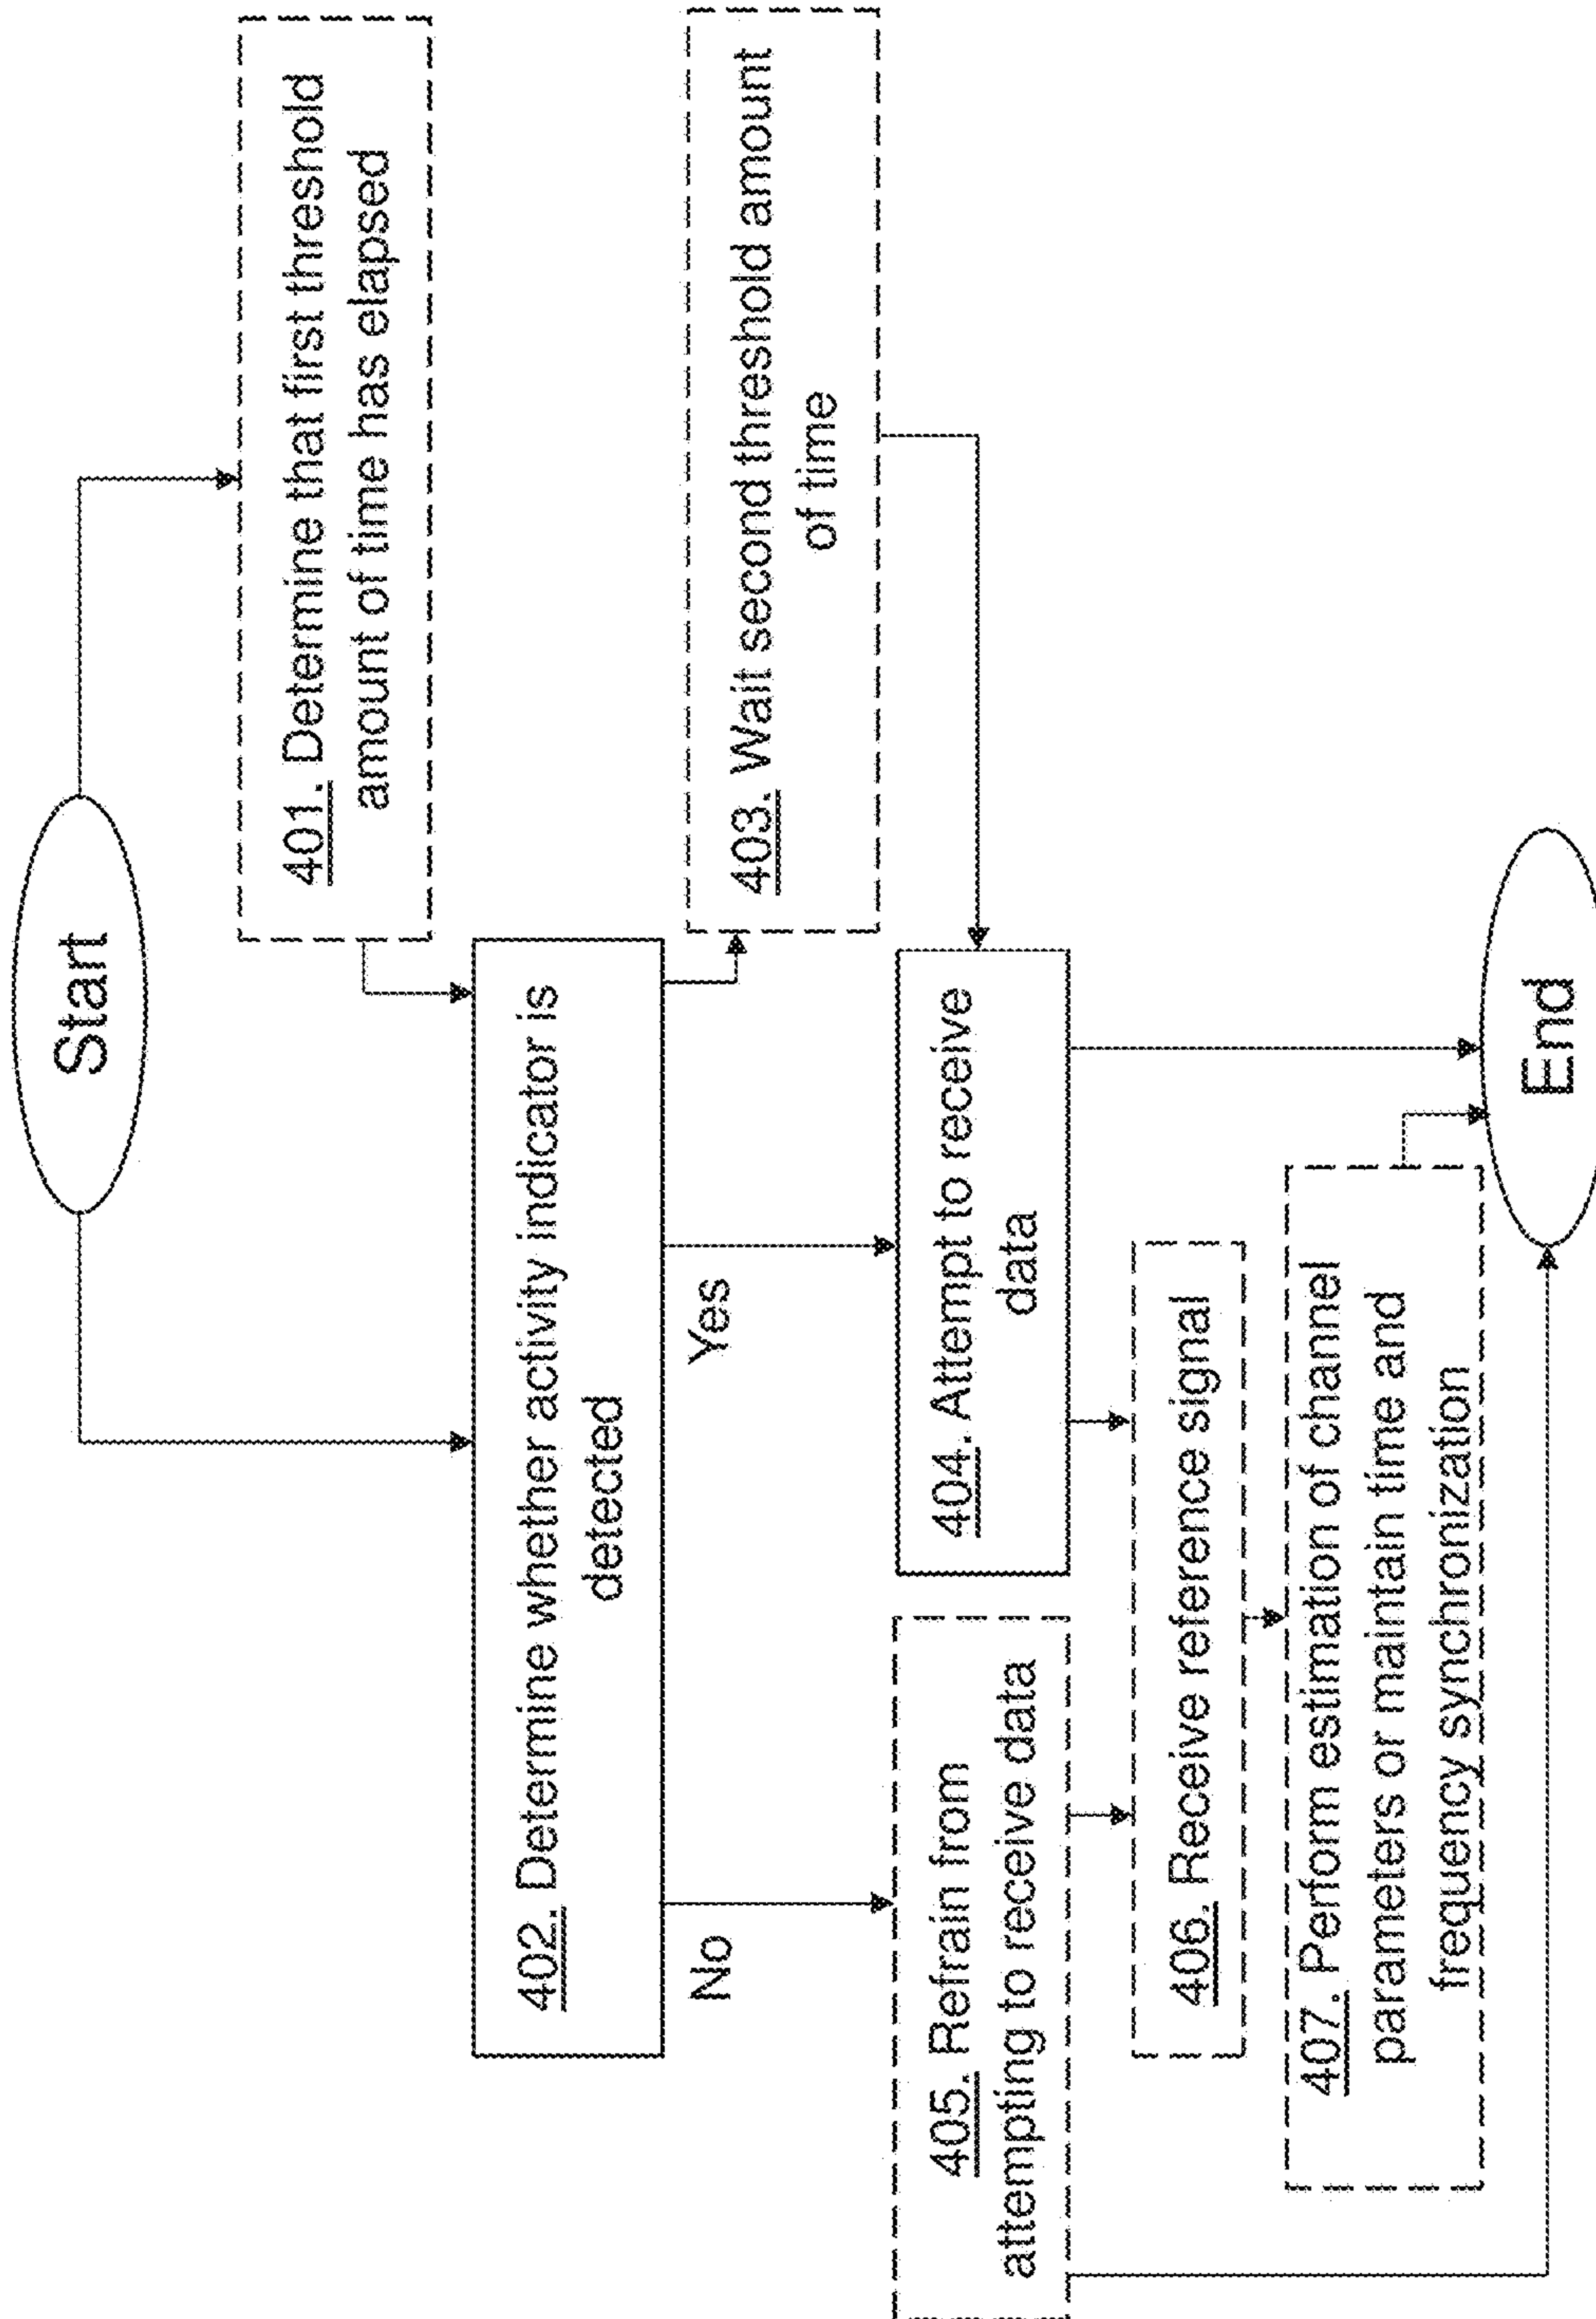 Start
401. Determine that first threshold
amount of time has elapsed
402. Determine whether activity indicator is
detected
403. Wait second threshold amount
of time
No
Yes
405. Refrain from
attempting to receive data
404. Attempt to receive
data
406. Receive reference signal
407. Perform estimation of channel
parameters or maintain time and
frequency synchronization
End